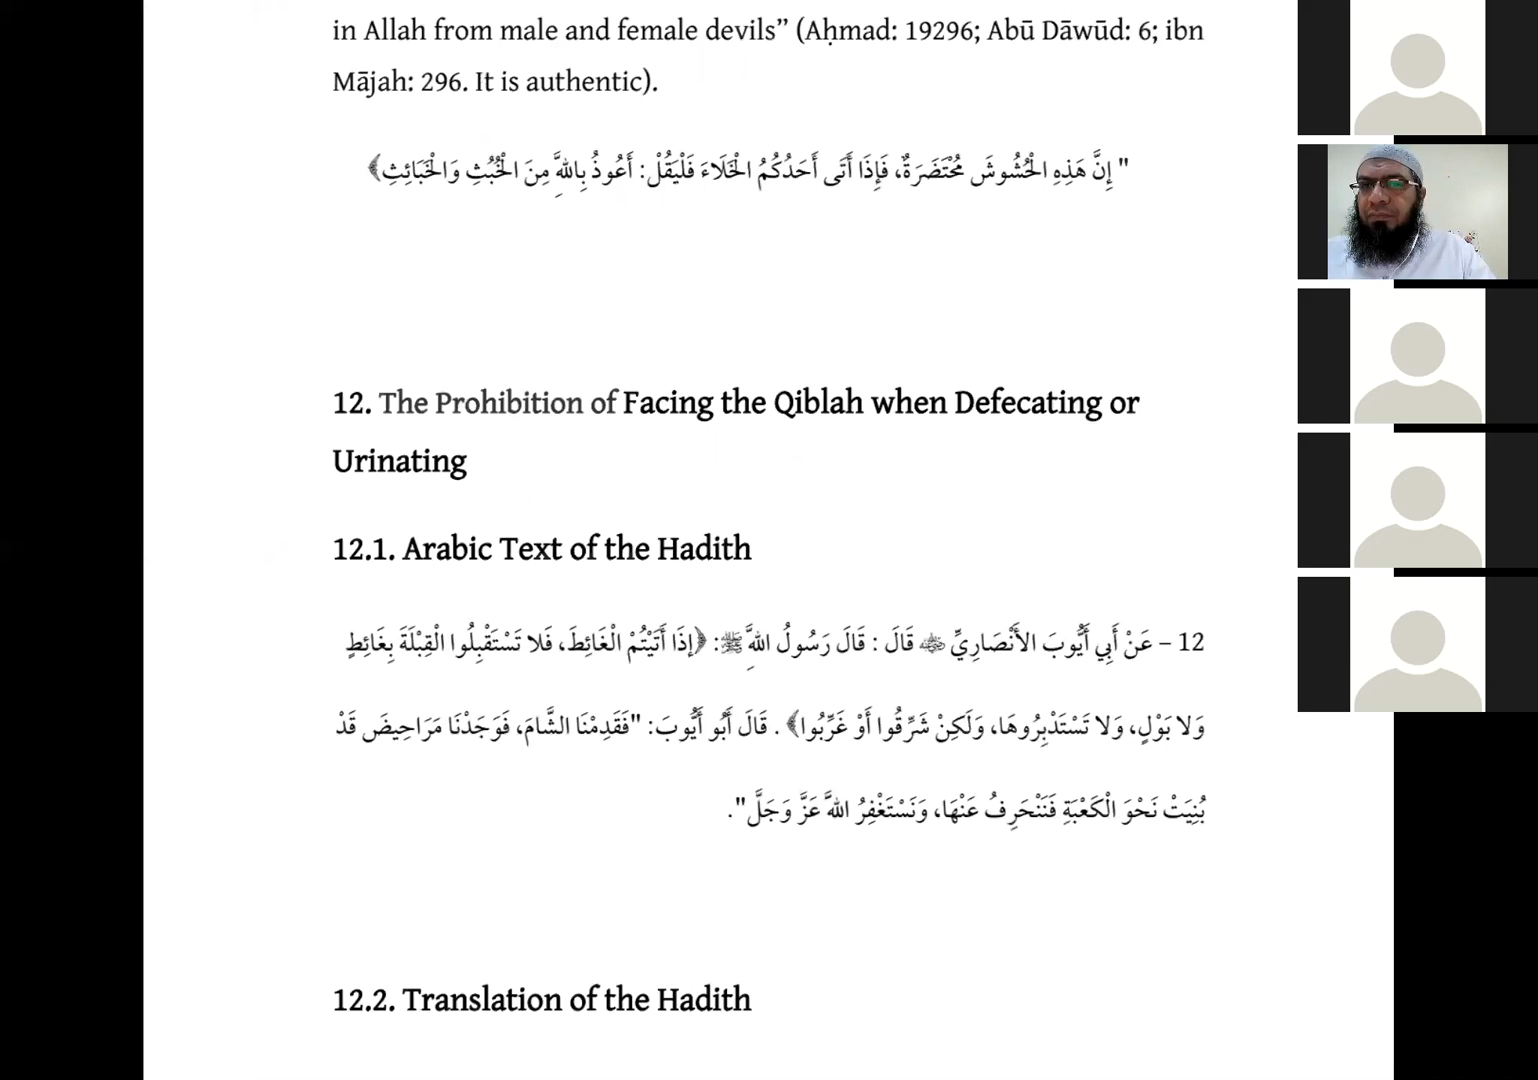 in Allah from male and female devils” (Aḥmad: 19296; Abū Dāwūd: 6; ibn
Mājah: 296. It is authentic).
" إِنَّ هَذِهِ الْحُشُوشَ مُحْتَضَرَةٌ، فَإِذَا أَتَى أَحَدُكُمُ الْخَلَاءَ فَلْيَقُلْ: أَعُوذُ بِاللَّهِ مِنَ الْخُبُثِ وَالْخَبَائِثِ﴾
12. The Prohibition of Facing the Qiblah when Defecating or
Urinating
12.1. Arabic Text of the Hadith
12 – عَنْ أَبِي أَيُّوبَ الأَنْصَارِيِّ ﵁ قَالَ : قَالَ رَسُولُ اللَّهِ ﷺ: ﴿إذَا أَتَيْتُمْ الْغَائِطَ، فَلا تَسْتَقْبِلُوا الْقِبْلَةَ بِغَائِطٍ
وَلا بَوْلٍ، وَلا تَسْتَدْبِرُوهَا، وَلَكِنْ شَرِّقُوا أَوْ غَرِّبُوا﴾ . قَالَ أَبُو أَيُّوبَ: "فَقَدِمْنَا الشَّامَ، فَوَجَدْنَا مَرَاحِيضَ قَدْ
بُنِيَتْ نَحْوَ الْكَعْبَةِ فَنَنْحَرِفُ عَنْهَا، وَنَسْتَغْفِرُ اللَّهَ عَزَّ وَجَلَّ".
12.2. Translation of the Hadith